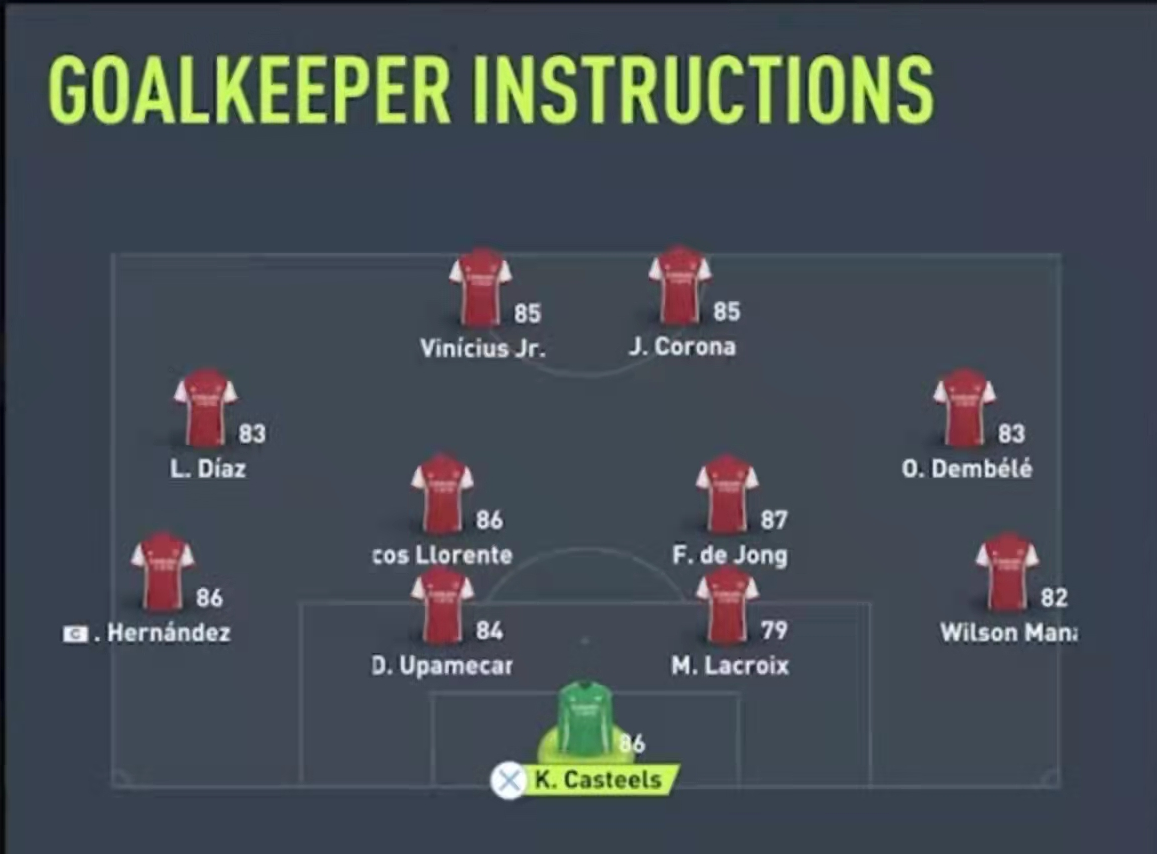 GOALKEEPER INSTRUCTIONS
85
85
Vinícius Jr.
J. Corona
83
83
L. Díaz
O. Dembélé
86
87
cos Llorente
F. de Jong
86
82
C . Hernández
Wilson Man
84
79
D. Upamecan
M. Lacroix
86
K. Casteels